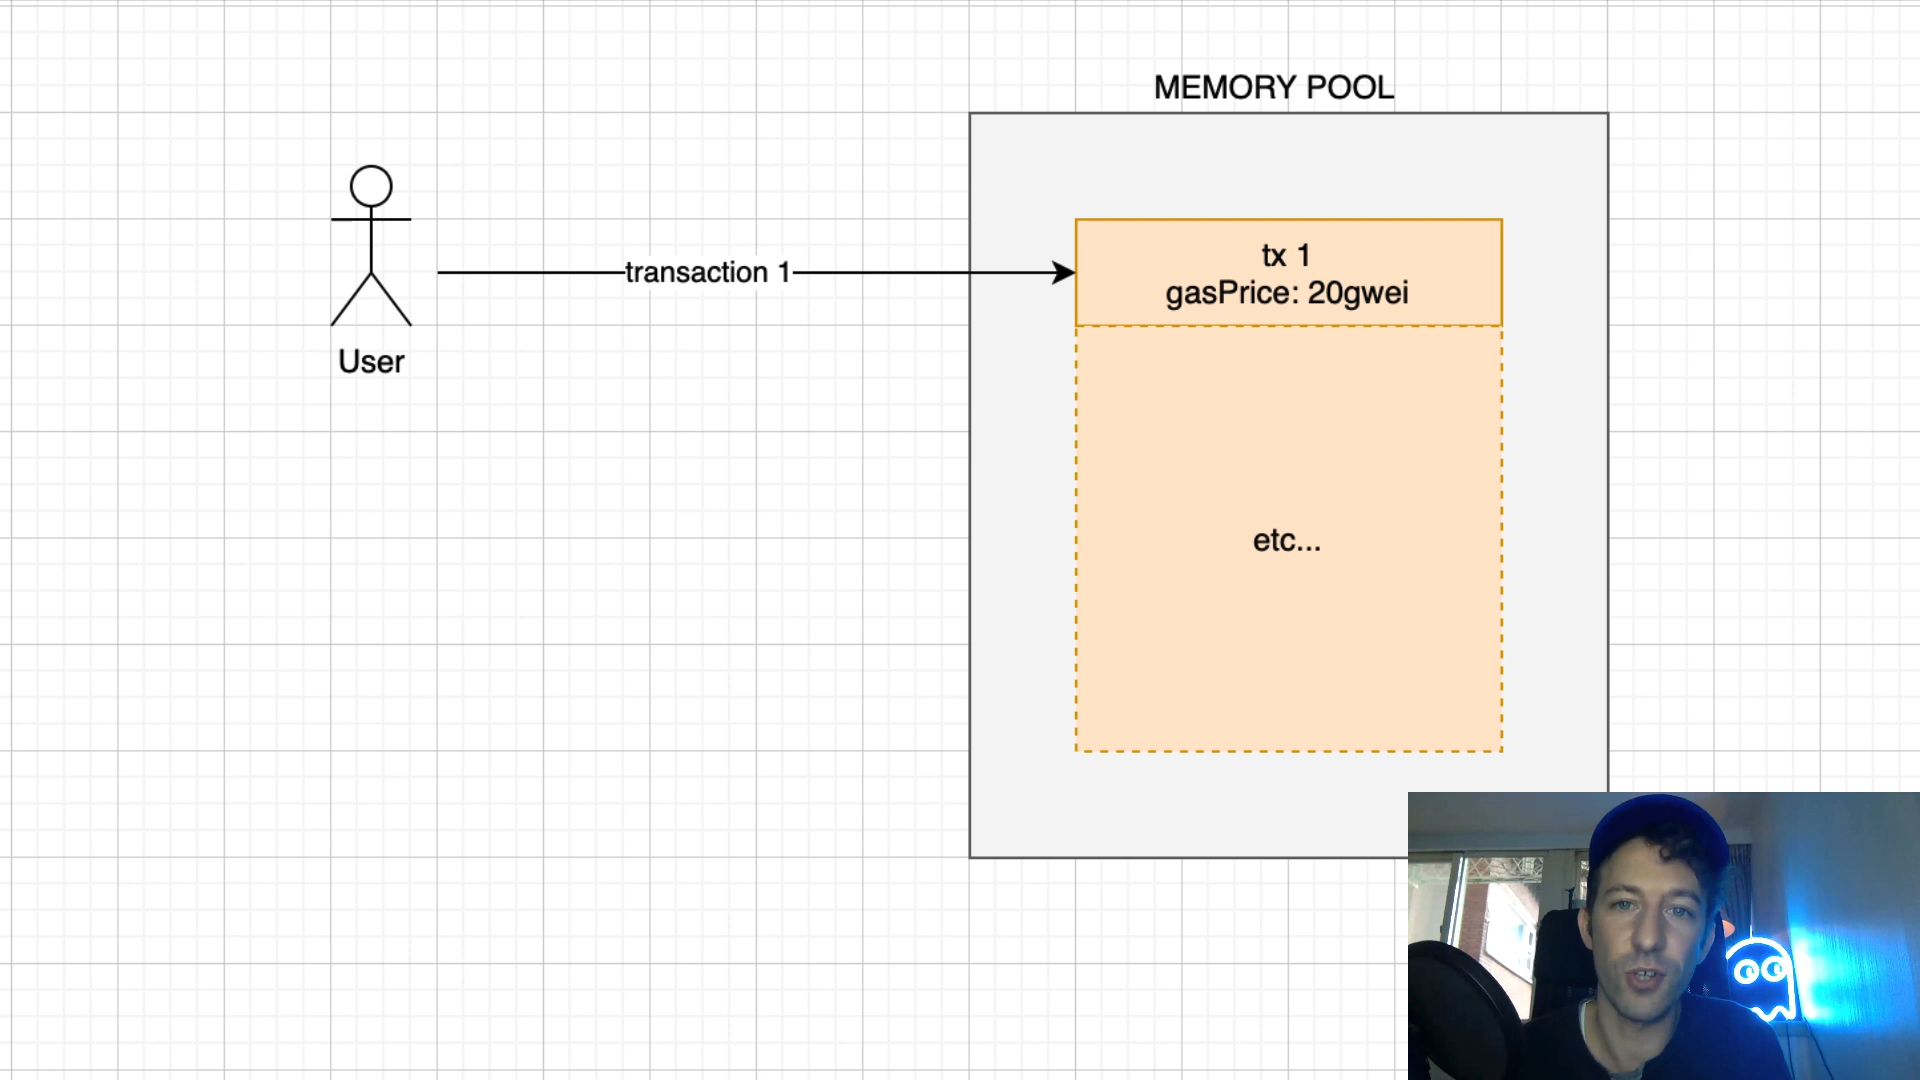 MEMORY POOL
tx 1
transaction 1
gasPrice: 20gwei
User
etc...